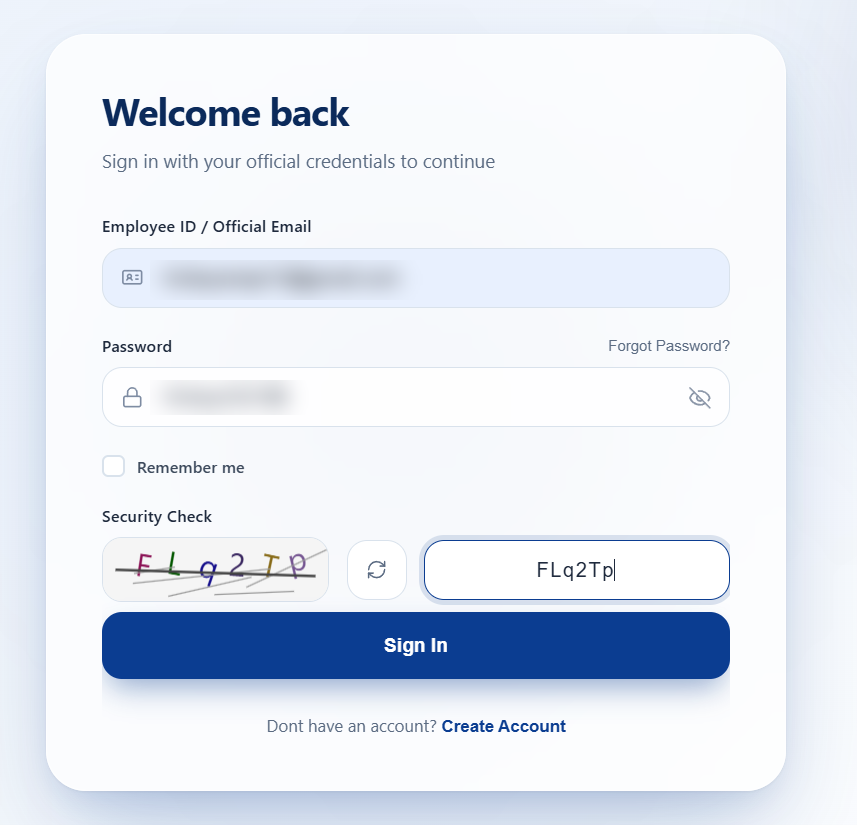 Welcome back
Sign in with your official credentials to continue
Employee ID / Official Email
Password
Forgot Password?
Remember me
Security Check
FLq2Tp
FLq2Tp
Sign In
Dont have an account? Create Account